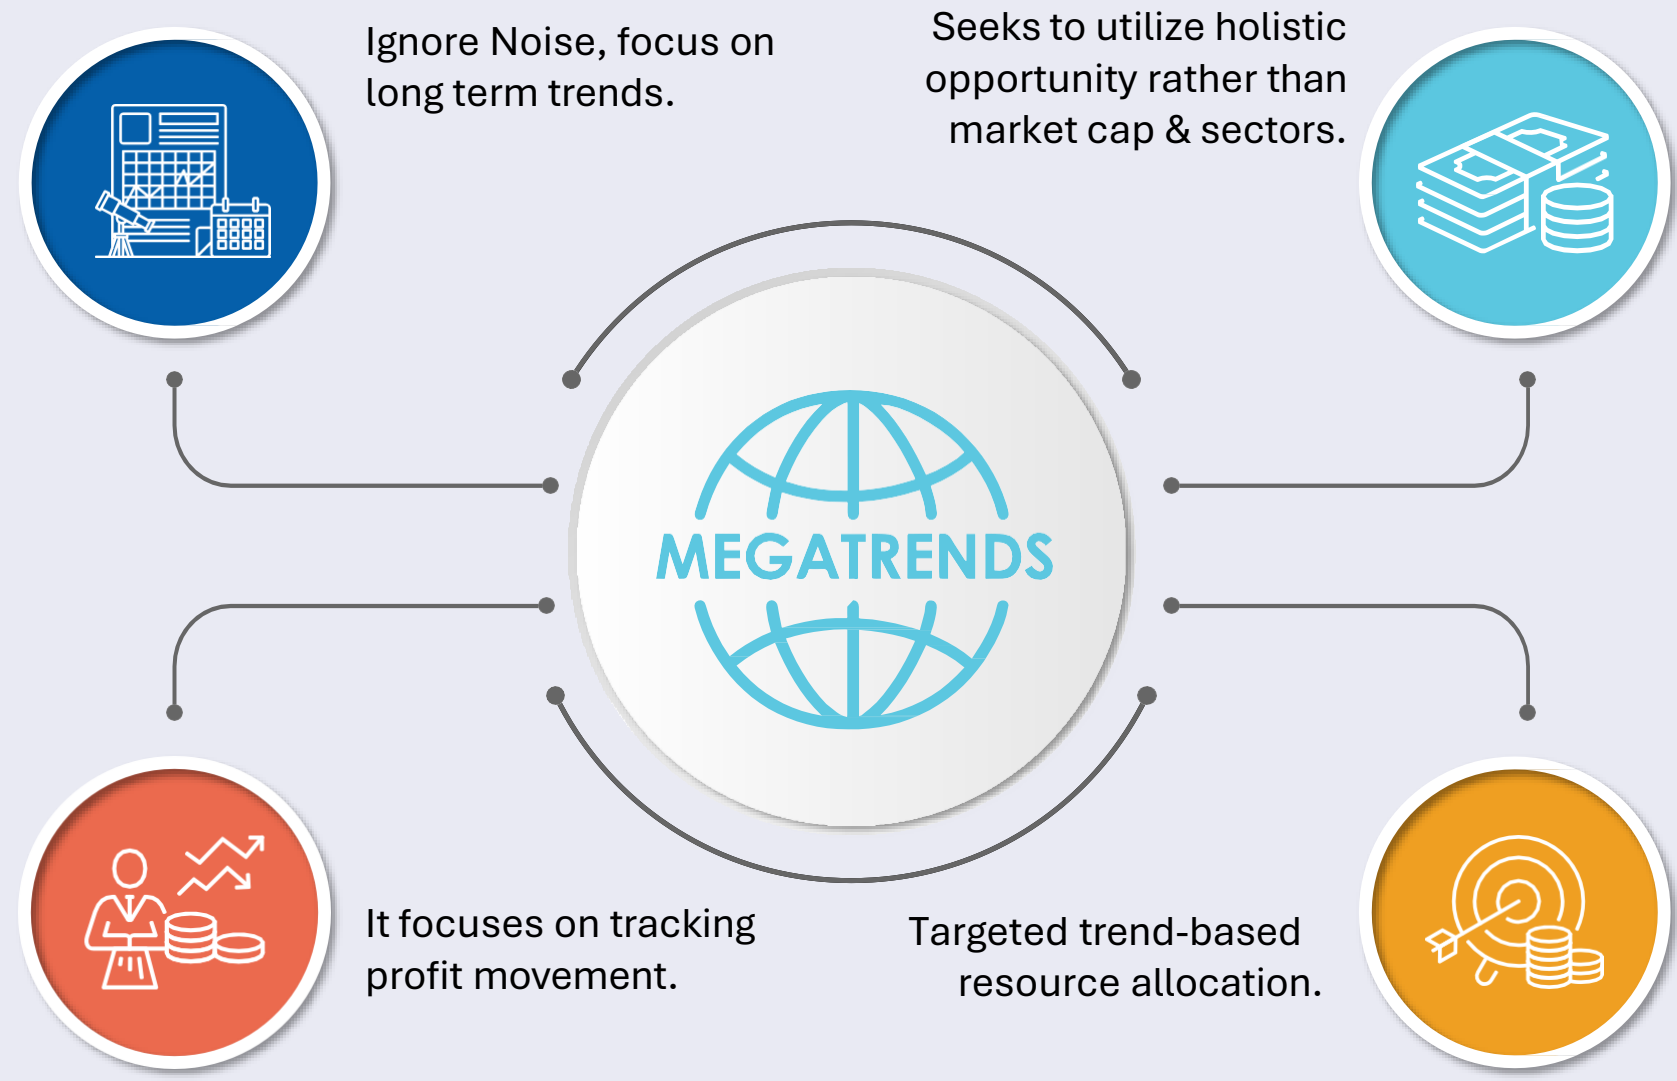 Ignore Noise, focus on
long term trends.
Seeks to utilize holistic
opportunity rather than
market cap & sectors.
MEGATRENDS
It focuses on tracking
profit movement.
Targeted trend-based
resource allocation.